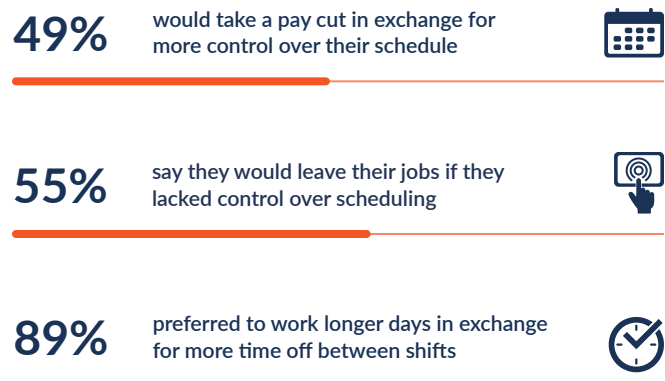 49%
would take a pay cut in exchange for
more control over their schedule
55%
say they would leave their jobs if they
lacked control over scheduling
89%
preferred to work longer days in exchange
for more time off between shifts